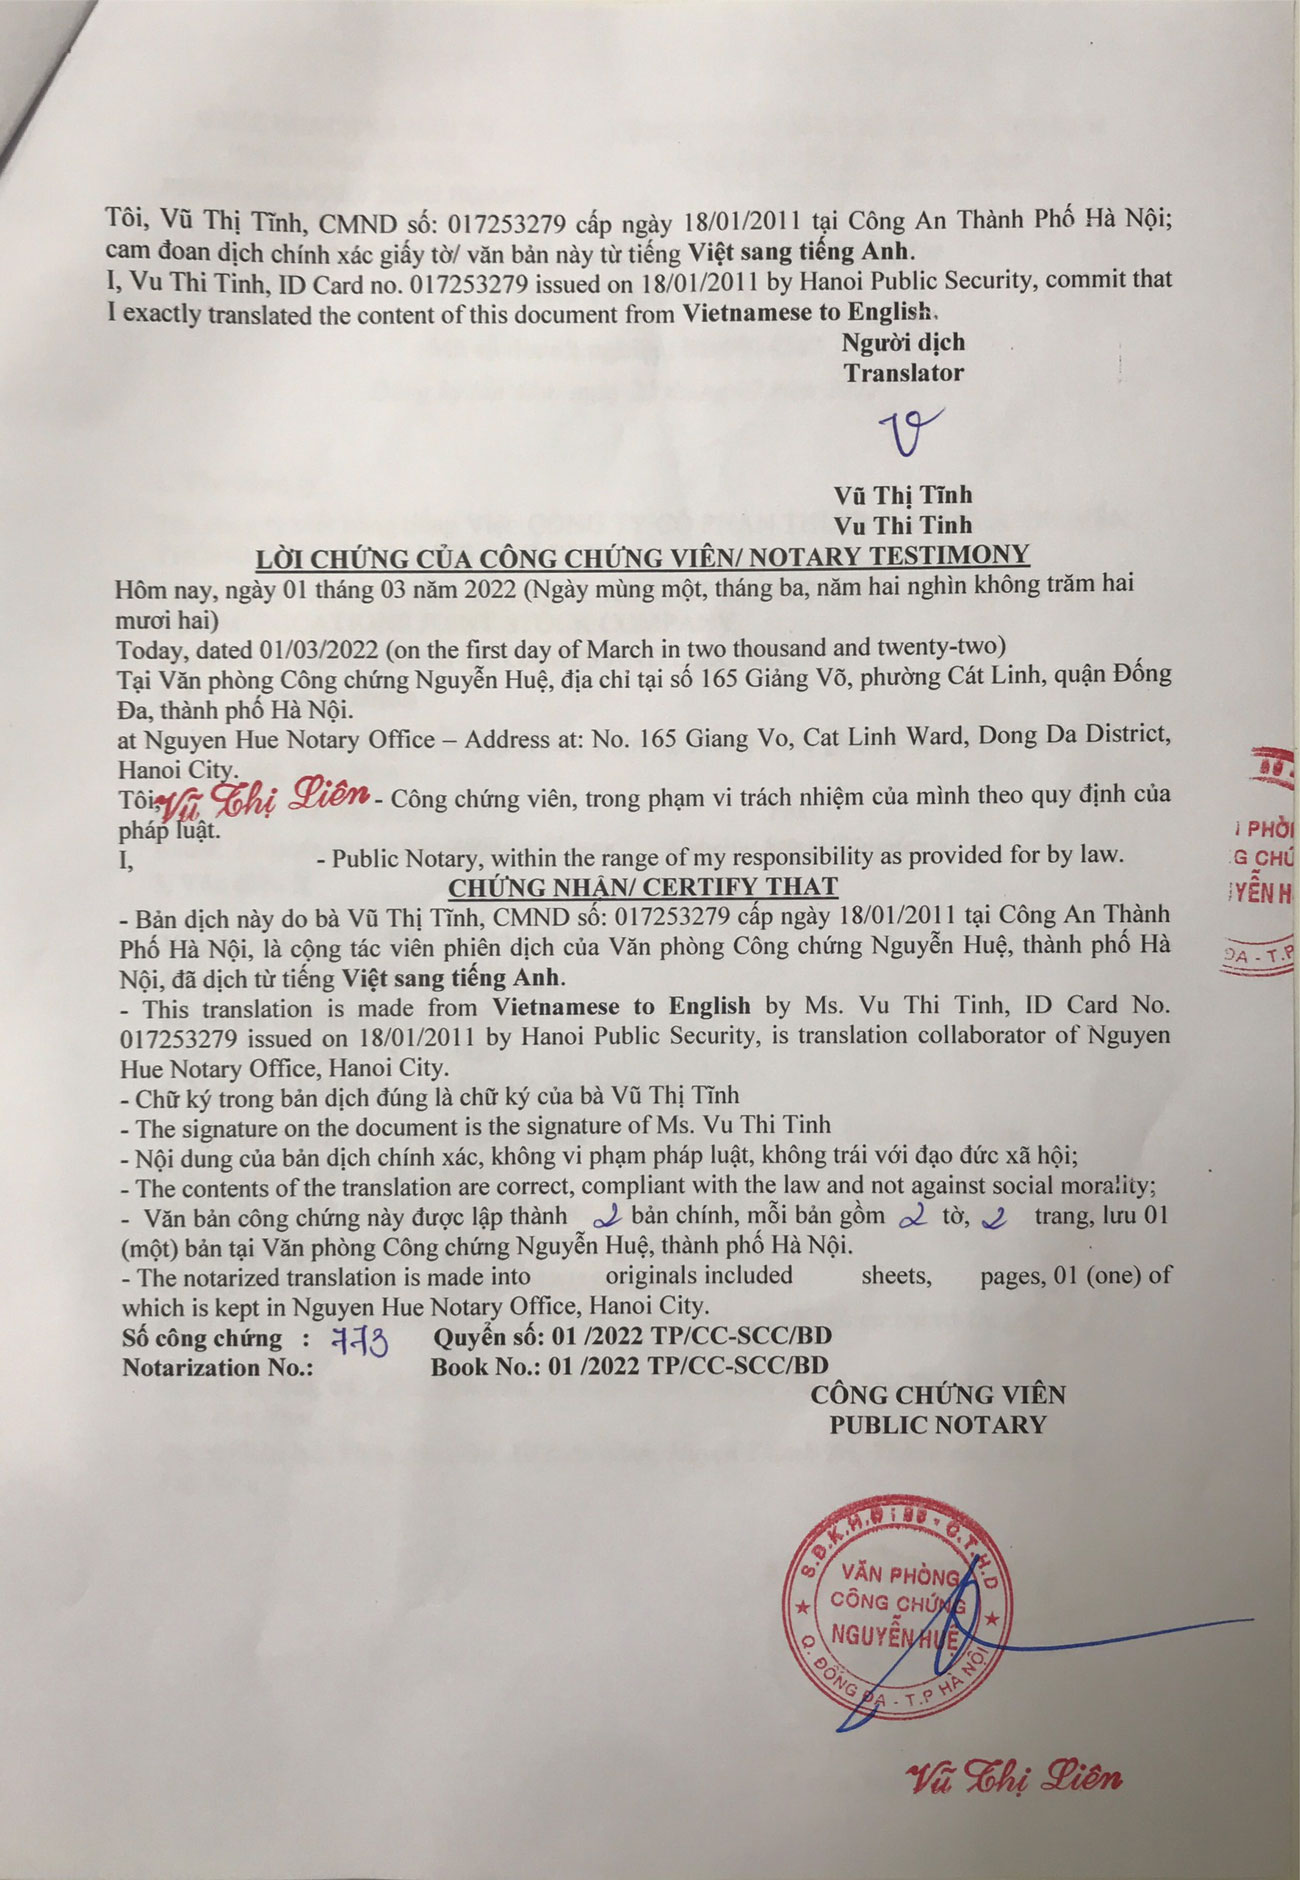 Tôi, Vũ Thị Tĩnh, CMND số: 017253279 cấp ngày 18/01/2011 tại Công An Thành Phố Hà Nội;
cam đoan dịch chính xác giấy tờ/ văn bản này từ tiếng Việt sang tiếng Anh.
I, Vu Thi Tinh, ID Card no. 017253279 issued on 18/01/2011 by Hanoi Public Security, commit that
I exactly translated the content of this document from Vietnamese to English.
Người dịch
Translator
Vũ Thị Tĩnh
Vu Thi Tinh
LỜI CHỨNG CỦA CÔNG CHỨNG VIÊN/ NOTARY TESTIMONY
Hôm nay, ngày 01 tháng 03 năm 2022 (Ngày mùng một, tháng ba, năm hai nghìn không trăm hai
mươi hai)
Today, dated 01/03/2022 (on the first day of March in two thousand and twenty-two)
Tại Văn phòng Công chứng Nguyễn Huệ, địa chỉ tại số 165 Giảng Võ, phường Cát Linh, quận Đống
Đa, thành phố Hà Nội.
at Nguyen Hue Notary Office – Address at: No. 165 Giang Vo, Cat Linh Ward, Dong Da District,
Hanoi City.
Tôi, Vũ Thị Liên - Công chứng viên, trong phạm vi trách nhiệm của mình theo quy định của
pháp luật.
I, - Public Notary, within the range of my responsibility as provided for by law.
CHỨNG NHẬN/ CERTIFY THAT
- Bản dịch này do bà Vũ Thị Tĩnh, CMND số: 017253279 cấp ngày 18/01/2011 tại Công An Thành
Phố Hà Nội, là cộng tác viên phiên dịch của Văn phòng Công chứng Nguyễn Huệ, thành phố Hà
Nội, đã dịch từ tiếng Việt sang tiếng Anh.
- This translation is made from Vietnamese to English by Ms. Vu Thi Tinh, ID Card No.
017253279 issued on 18/01/2011 by Hanoi Public Security, is translation collaborator of Nguyen
Hue Notary Office, Hanoi City.
- Chữ ký trong bản dịch đúng là chữ ký của bà Vũ Thị Tĩnh
- The signature on the document is the signature of Ms. Vu Thi Tinh
- Nội dung của bản dịch chính xác, không vi phạm pháp luật, không trái với đạo đức xã hội;
- The contents of the translation are correct, compliant with the law and not against social morality;
- Văn bản công chứng này được lập thành 2 bản chính, mỗi bản gồm 2 tờ, 2 trang, lưu 01
(một) bản tại Văn phòng Công chứng Nguyễn Huệ, thành phố Hà Nội.
- The notarized translation is made into originals included sheets, pages, 01 (one) of
which is kept in Nguyen Hue Notary Office, Hanoi City.
Số công chứng : 773 Quyển số: 01 /2022 TP/CC-SCC/BD
Notarization No.: Book No.: 01 /2022 TP/CC-SCC/BD
CÔNG CHỨNG VIÊN
PUBLIC NOTARY
VĂN PHÒNG
CÔNG CHỨNG
NGUYỄN HUỆ
Q. ĐỐNG ĐA - T.P HÀ NỘI
Vũ Thị Liên